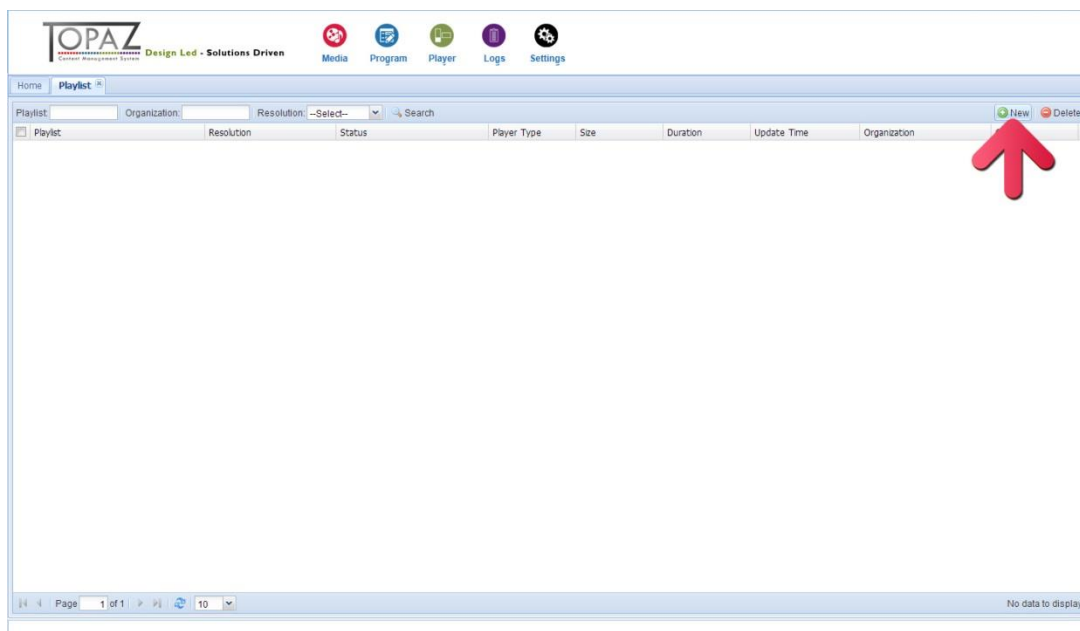 TOPAZ
Content Management System
Design Led - Solutions Driven
Media Program Player Logs Settings
Home Playlist
Playlist: Organization: Resolution: --Select-- Search New Delete
Playlist Resolution Status Player Type Size Duration Update Time Organization
Page 1 of 1 10 No data to display